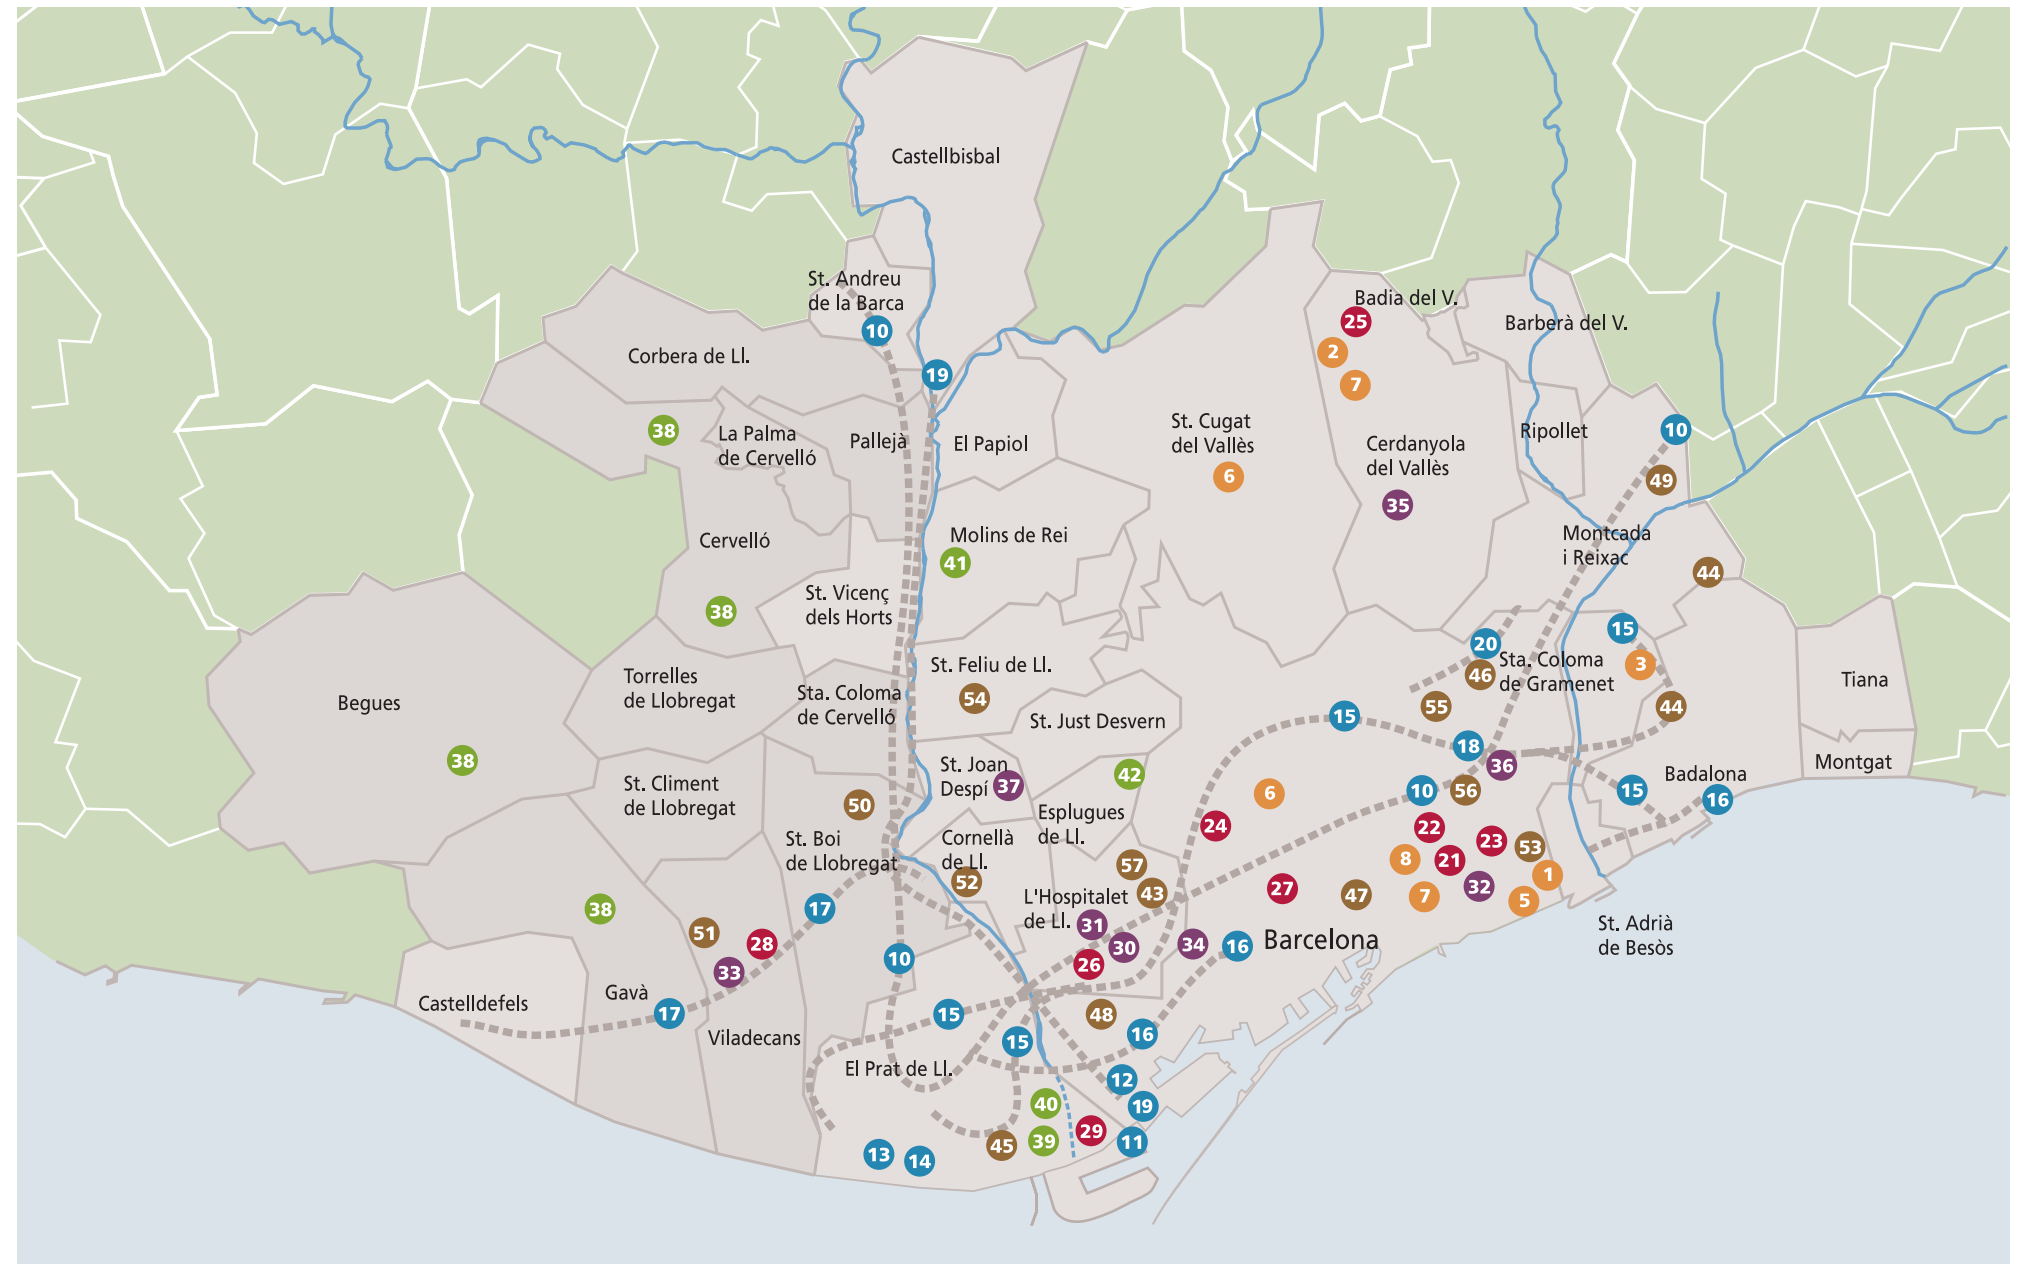 Castellbisbal
St. Andreu
de la Barca
10
19
Badia del V.
25
2
7
Barberà del V.
Corbera de Ll.
38
La Palma
de Cervelló
Pallejà
El Papiol
St. Cugat
del Vallès
6
Cerdanyola
del Vallès
35
Ripollet
10
49
Montcada
i Reixac
44
Cervelló
38
Molins de Rei
41
St. Vicenç
dels Horts
15
3
20
46
Sta. Coloma
de Gramenet
44
55
Tiana
Montgat
Begues
38
Torrelles
de Llobregat
Sta. Coloma
de Cervelló
St. Feliu de Ll.
54
St. Just Desvern
15
18
36
St. Joan
Despí
37
42
St. Climent
de Llobregat
50
Esplugues
de Ll.
6
10
56
15
Badalona
16
24
22
23
53
St. Boi
de Llobregat
Cornellà
de Ll.
52
57
43
8
21
1
27
47
7
32
5
38
51
28
17
L'Hospitalet
de Ll.
31
30
34
16
Barcelona
St. Adrià
de Besòs
33
10
26
Castelldefels
Gavà
17
Viladecans
15
15
48
16
El Prat de Ll.
12
40
19
13
14
45
39
29
11